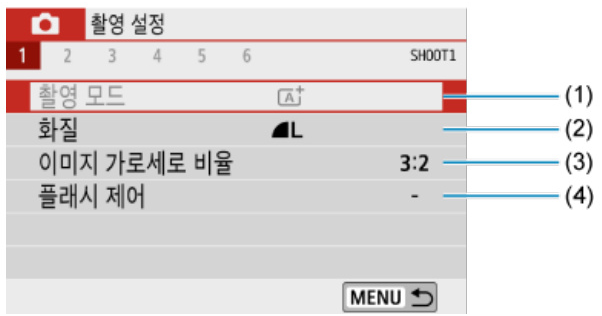 촬영 설정
1 2 3 4 5 6 SHOOT1
촬영 모드 A+ (1)
화질 L (2)
이미지 가로세로 비율 3:2 (3)
플래시 제어 - (4)
MENU